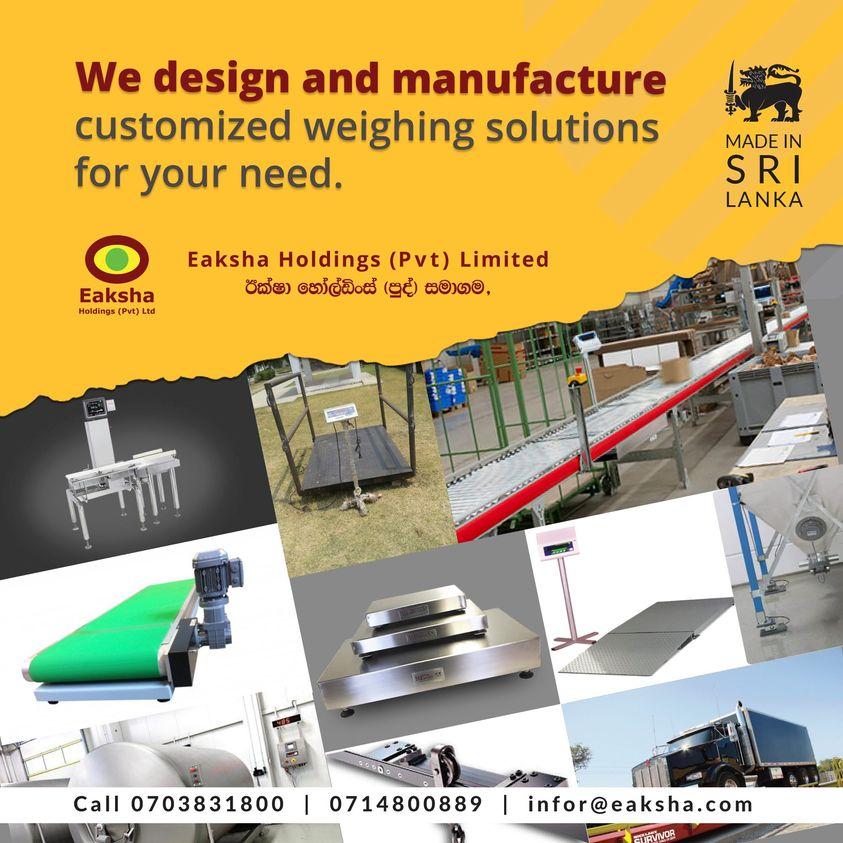 We design and manufacture
customized weighing solutions
for your need.
MADE IN
SRI
LANKA
Eaksha
Holdings (Pvt) Ltd
Eaksha Holdings (Pvt) Limited
ඊක්ෂා හෝල්ඩිංස් (පුද්) සමාගම,
SURVIVOR
Call 0703831800 | 0714800889 | infor@eaksha.com